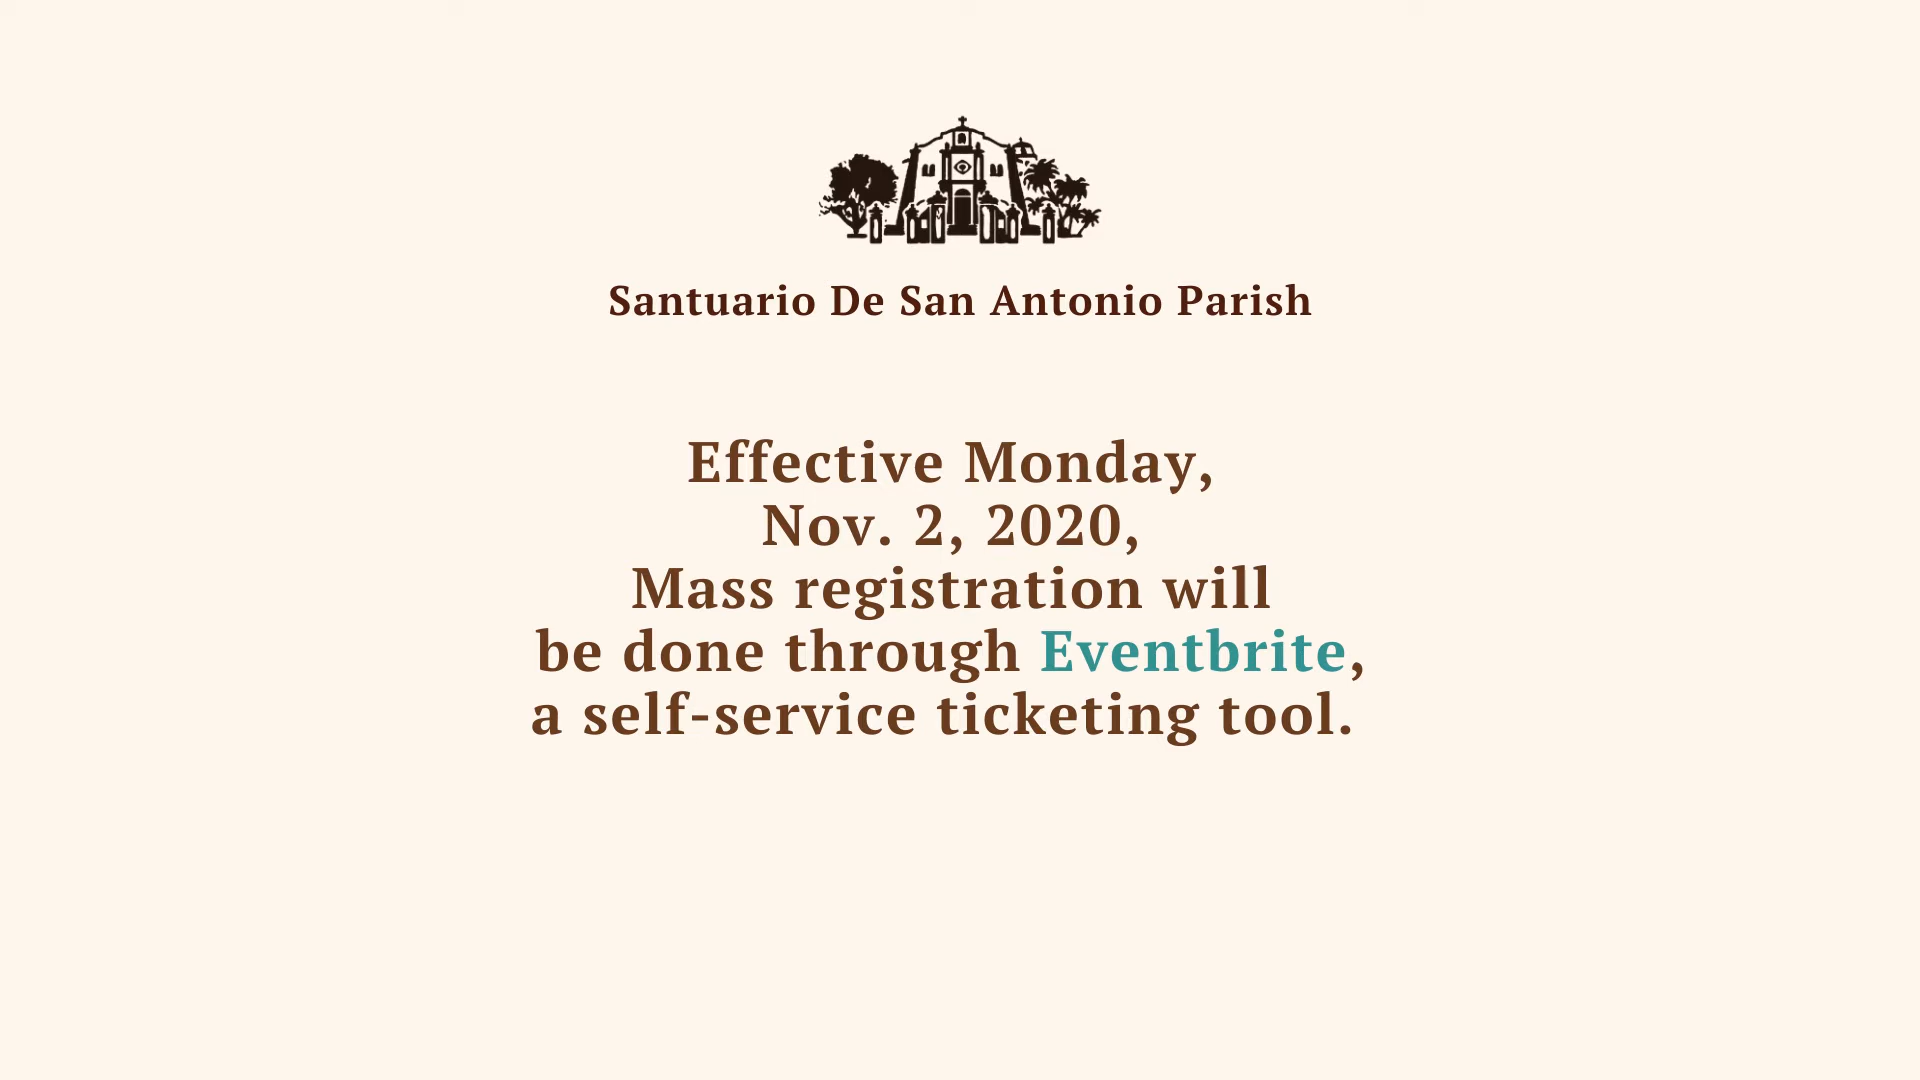 Santuario De San Antonio Parish
Effective Monday,
Nov. 2, 2020,
Mass registration will
be done through Eventbrite,
a self-service ticketing tool.